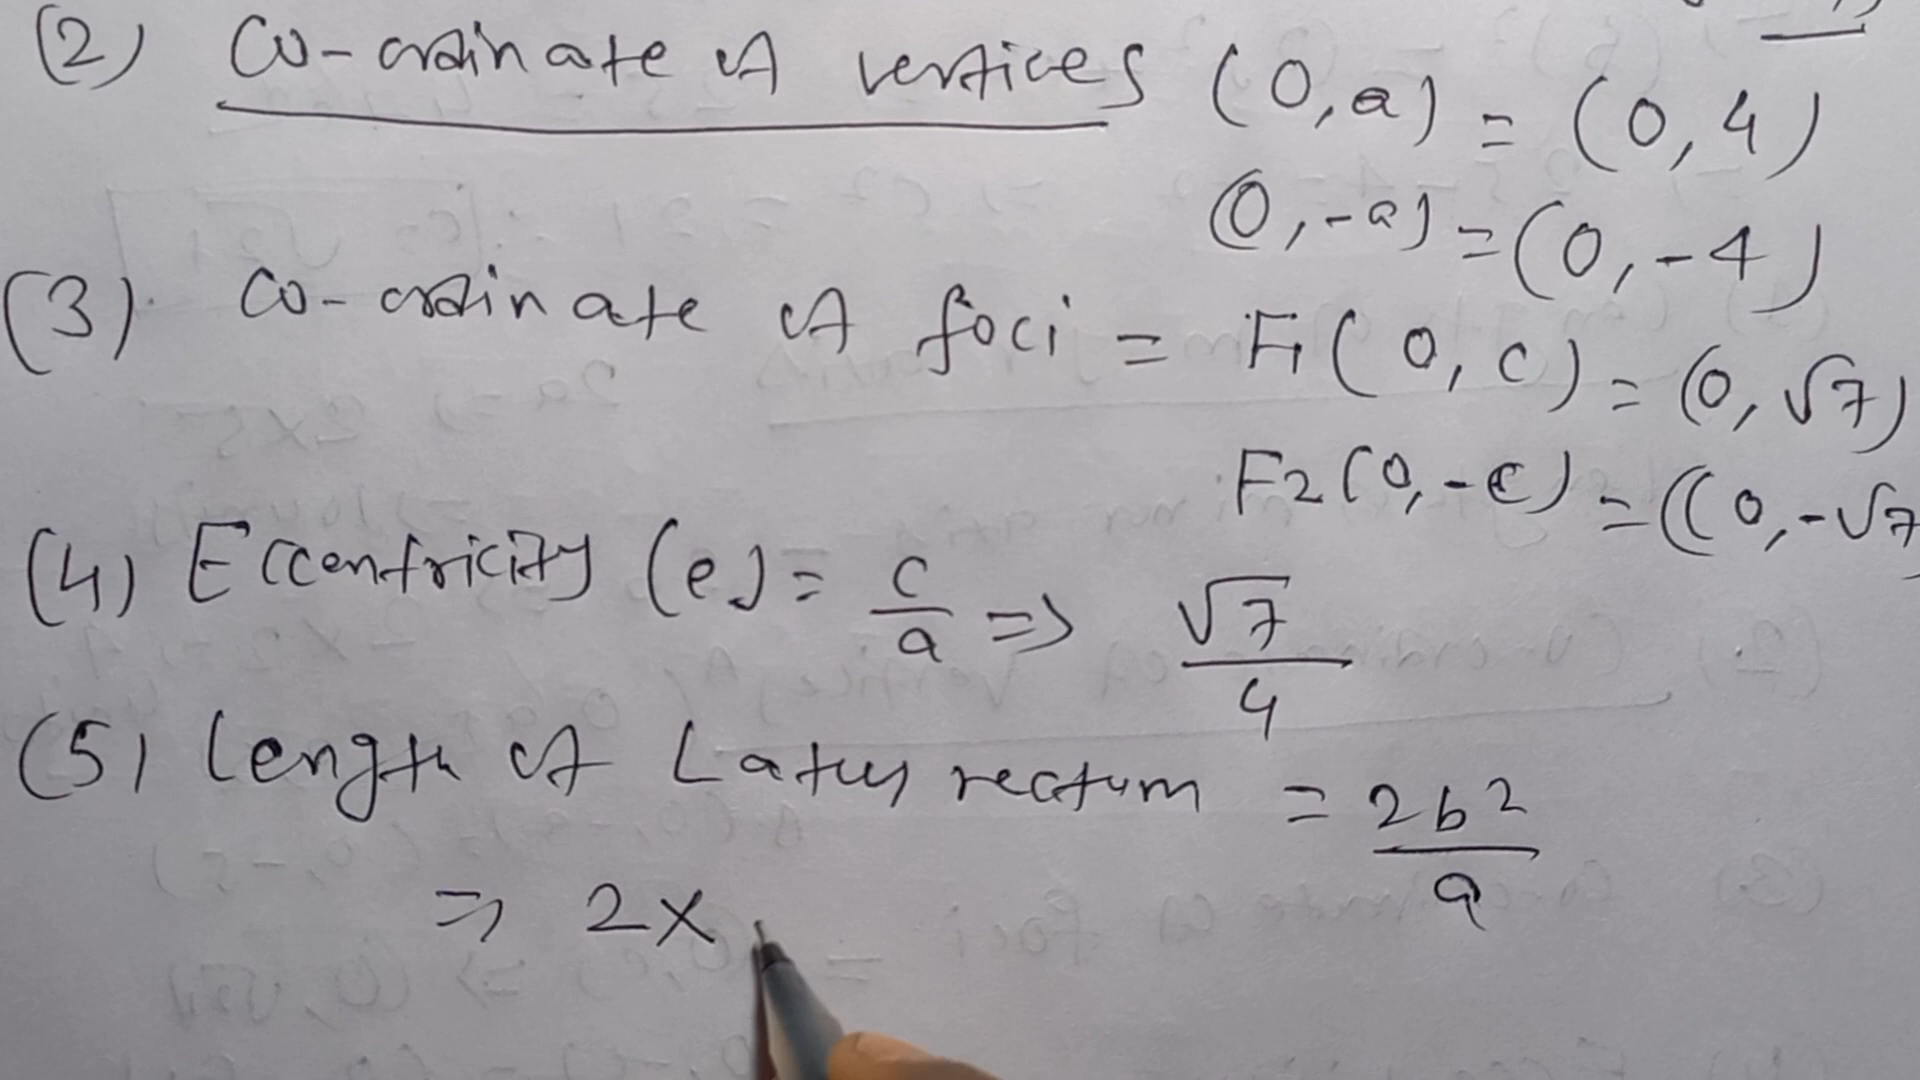 (2) Co-ordinate of vertices (0,a) = (0,4)
(0,-a) = (0,-4)
(3) Co-ordinate of foci = F1(0,c) = (0,√7)
F2(0,-c) = ((0,-√7
(4) Eccentricity (e) = c/a => √7/4
(5) Length of Latus rectum = 2b²/a
=> 2×